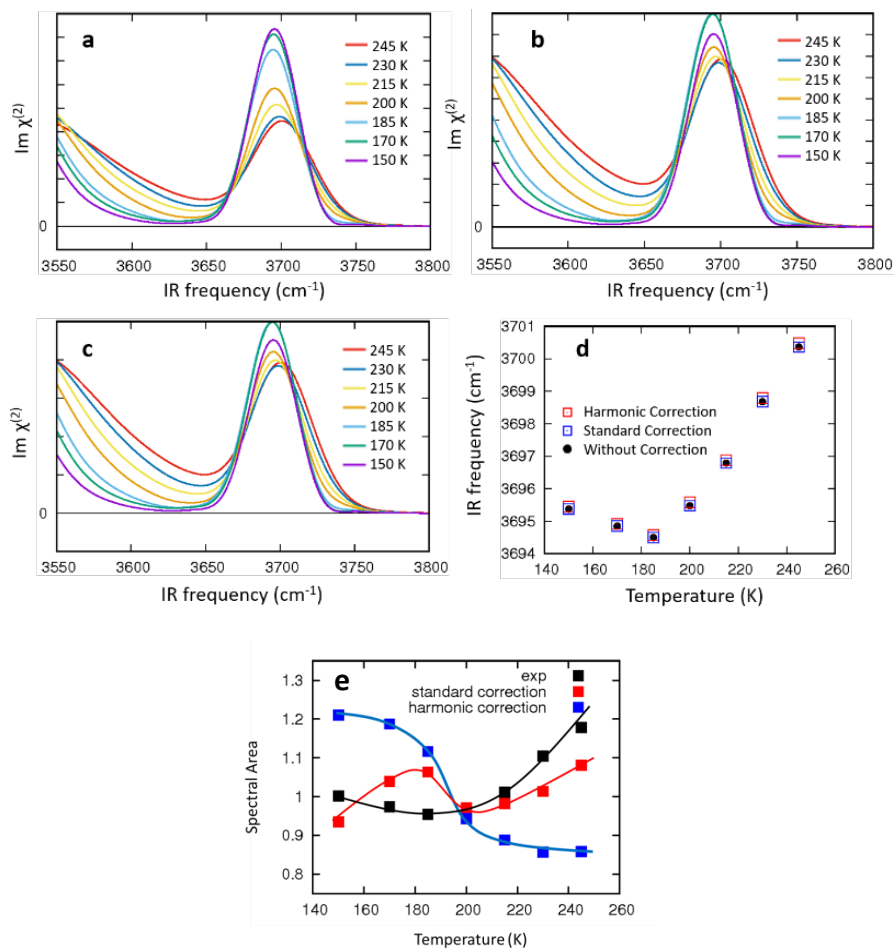 a
Im χ(2)
245 K
230 K
215 K
200 K
185 K
170 K
150 K
0
3550 3600 3650 3700 3750 3800
IR frequency (cm-1)
b
Im χ(2)
245 K
230 K
215 K
200 K
185 K
170 K
150 K
0
3550 3600 3650 3700 3750 3800
IR frequency (cm-1)
c
Im χ(2)
245 K
230 K
215 K
200 K
185 K
170 K
150 K
0
3550 3600 3650 3700 3750 3800
IR frequency (cm-1)
d
IR frequency (cm-1)
3701
3700
3699
3698
3697
3696
3695
3694
Harmonic Correction
Standard Correction
Without Correction
140 160 180 200 220 240 260
Temperature (K)
e
exp
standard correction
harmonic correction
Spectral Area
1.3
1.2
1.1
1
0.9
0.8
140 160 180 200 220 240 260
Temperature (K)